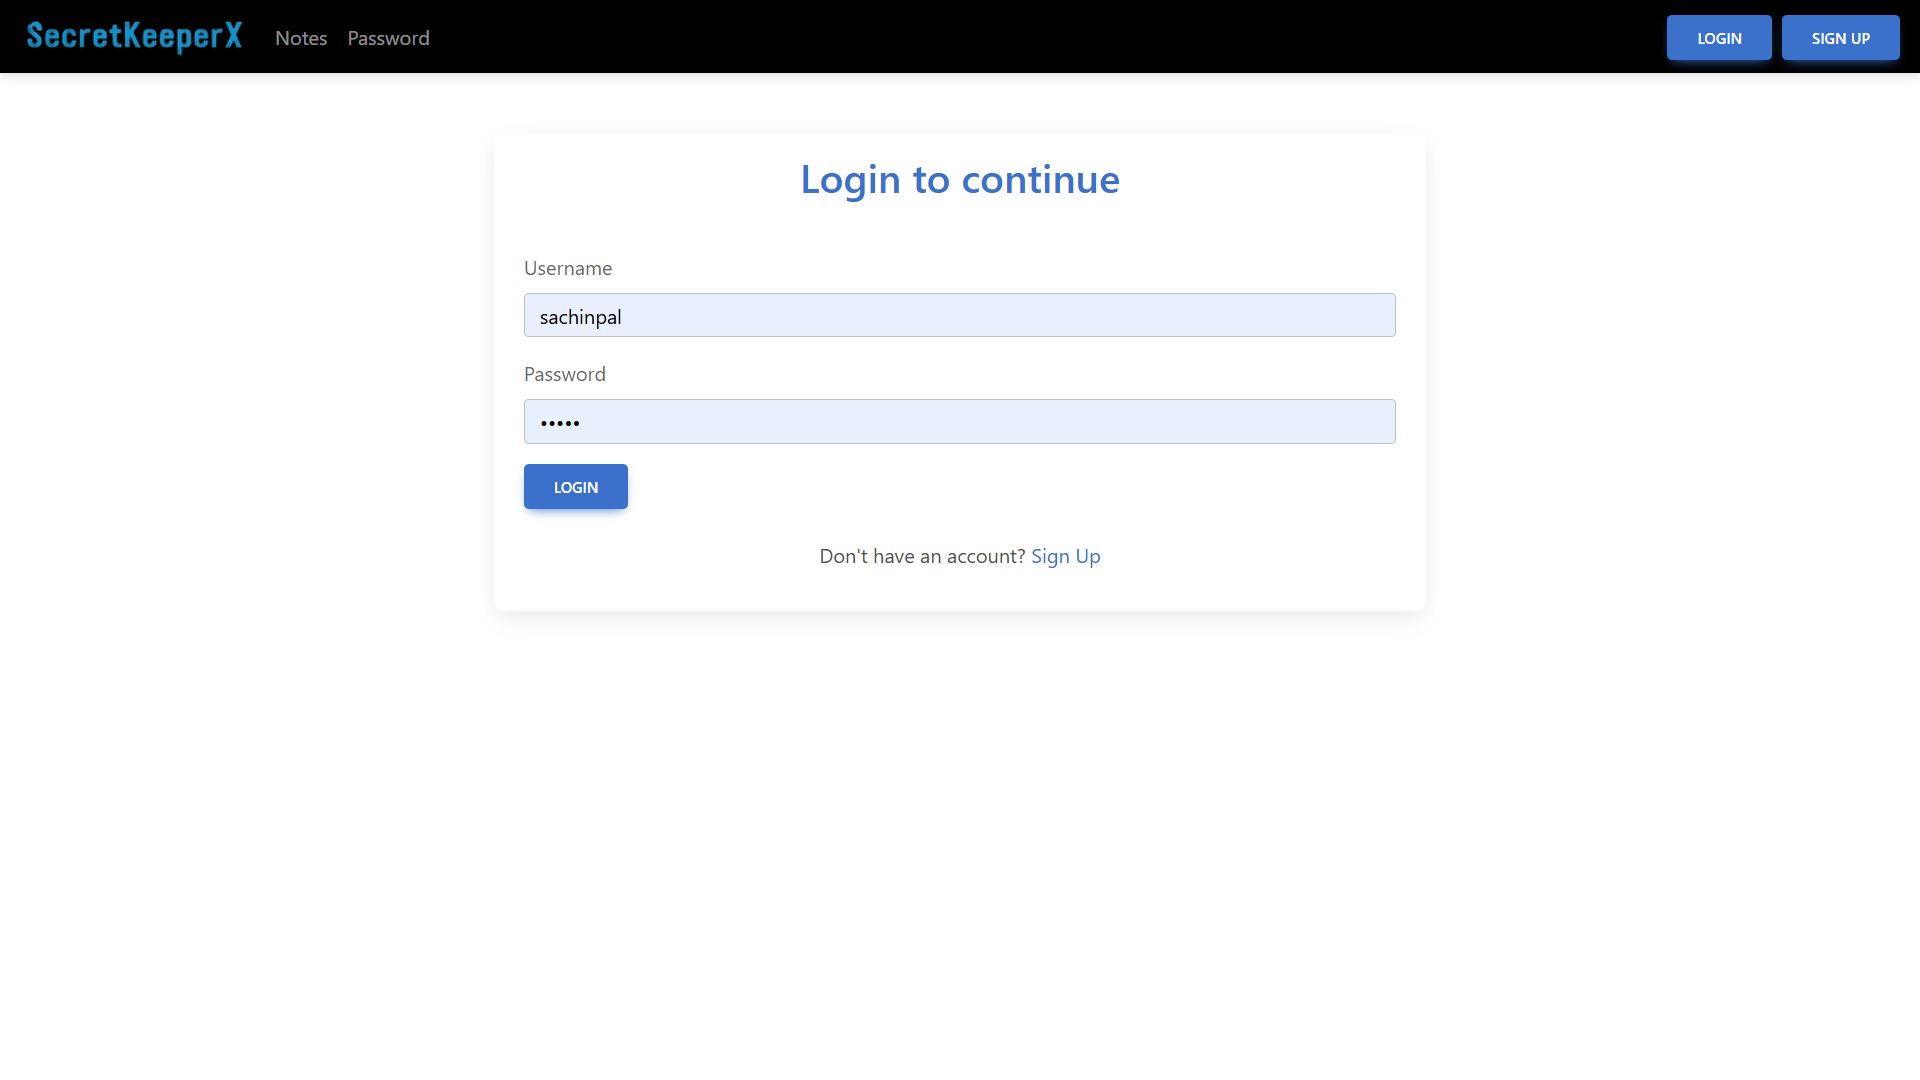 SecretKeeperX Notes Password LOGIN SIGN UP
Login to continue
Username
sachinpal
Password
•••••
LOGIN
Don't have an account? Sign Up